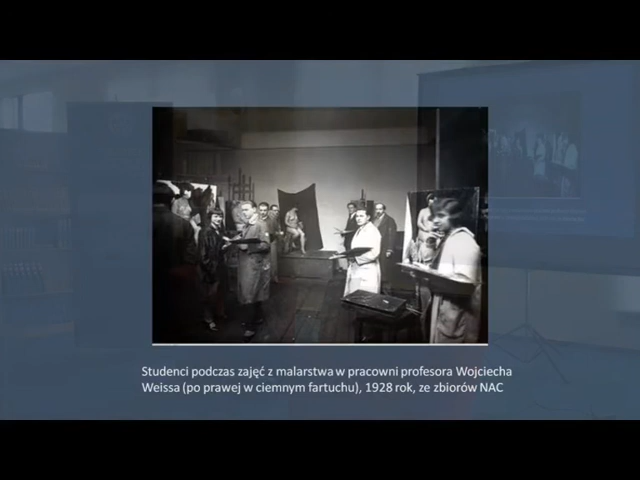 Studenci podczas zajęć z malarstwa w pracowni profesora Wojciecha
Weissa (po prawej w ciemnym fartuchu), 1928 rok, ze zbiorów NAC